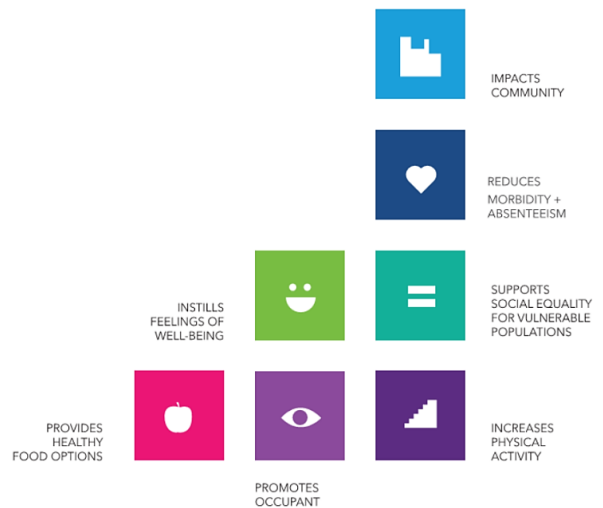 IMPACTS
COMMUNITY
REDUCES
MORBIDITY +
ABSENTEEISM
INSTILLS
FEELINGS OF
WELL-BEING
SUPPORTS
SOCIAL EQUALITY
FOR VULNERABLE
POPULATIONS
PROVIDES
HEALTHY
FOOD OPTIONS
INCREASES
PHYSICAL
ACTIVITY
PROMOTES
OCCUPANT